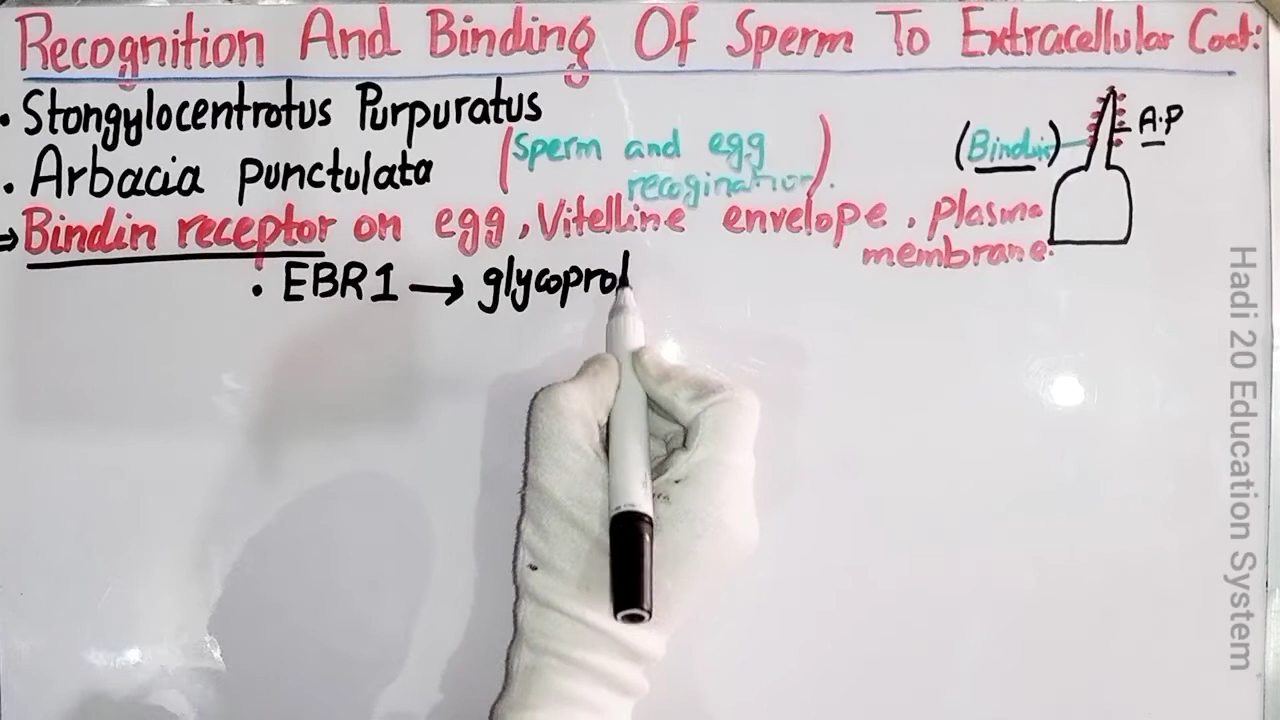 Recognition And Binding Of Sperm To Extracellular Coat:
• Stongylocentrotus Purpuratus
• Arbacia punctulata
(Sperm and egg
recogination).
(Bindin)
A.P
⇒ Bindin receptor on egg, Vitelline envelope, plasma
membrane.
• EBR1 → glycoprot
Hadi 20 Education System